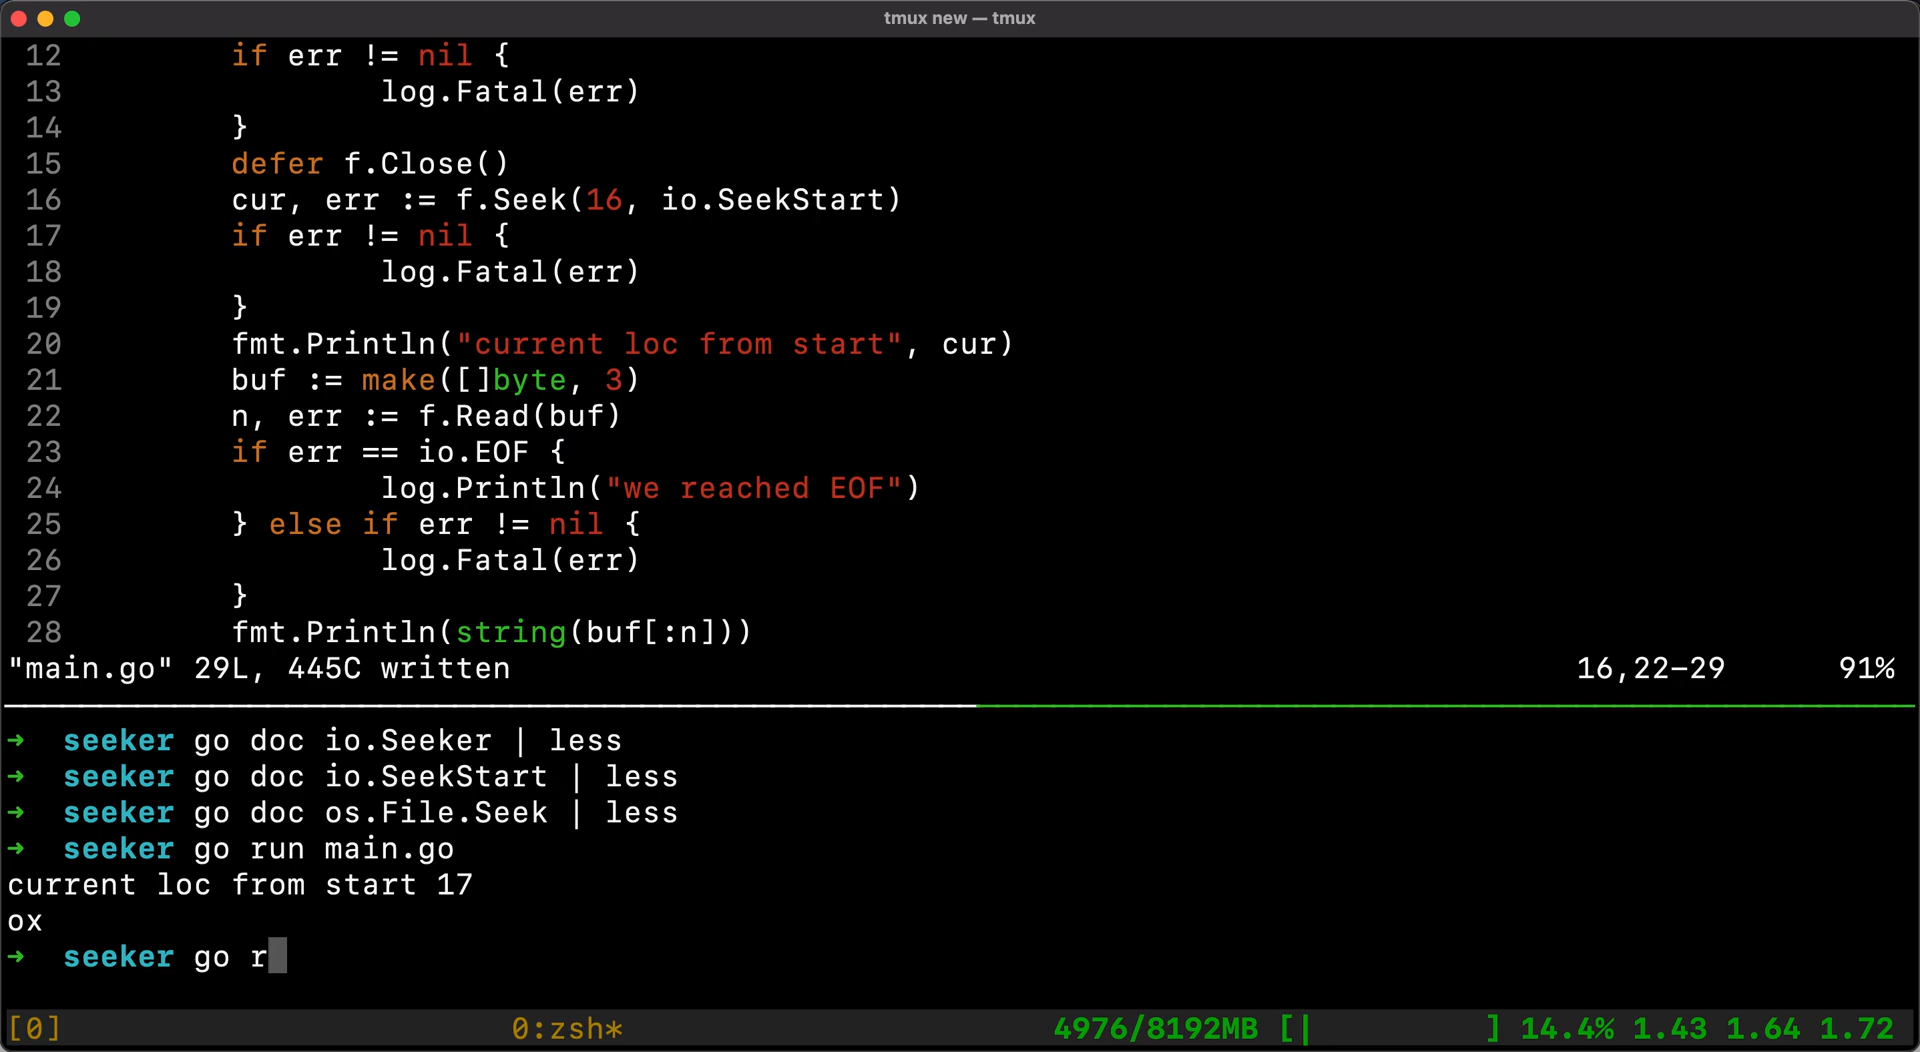 tmux new — tmux
12 if err != nil {
13 log.Fatal(err)
14 }
15 defer f.Close()
16 cur, err := f.Seek(16, io.SeekStart)
17 if err != nil {
18 log.Fatal(err)
19 }
20 fmt.Println("current loc from start", cur)
21 buf := make([]byte, 3)
22 n, err := f.Read(buf)
23 if err == io.EOF {
24 log.Println("we reached EOF")
25 } else if err != nil {
26 log.Fatal(err)
27 }
28 fmt.Println(string(buf[:n]))
"main.go" 29L, 445C written 16,22-29 91%
→ seeker go doc io.Seeker | less
→ seeker go doc io.SeekStart | less
→ seeker go doc os.File.Seek | less
→ seeker go run main.go
current loc from start 17
ox
→ seeker go r
[0] 0:zsh* 4976/8192MB [| ] 14.4% 1.43 1.64 1.72